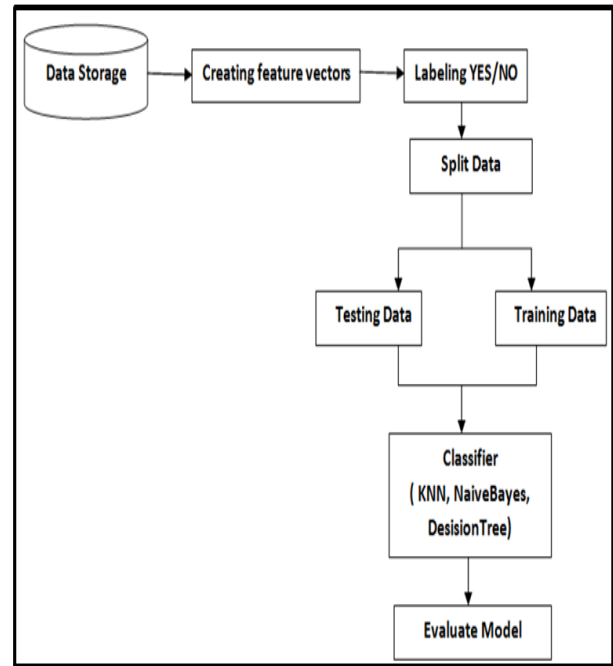 Data Storage
Creating feature vectors
Labeling YES/NO
Split Data
Testing Data
Training Data
Classifier
( KNN, NaiveBayes,
DesisionTree)
Evaluate Model